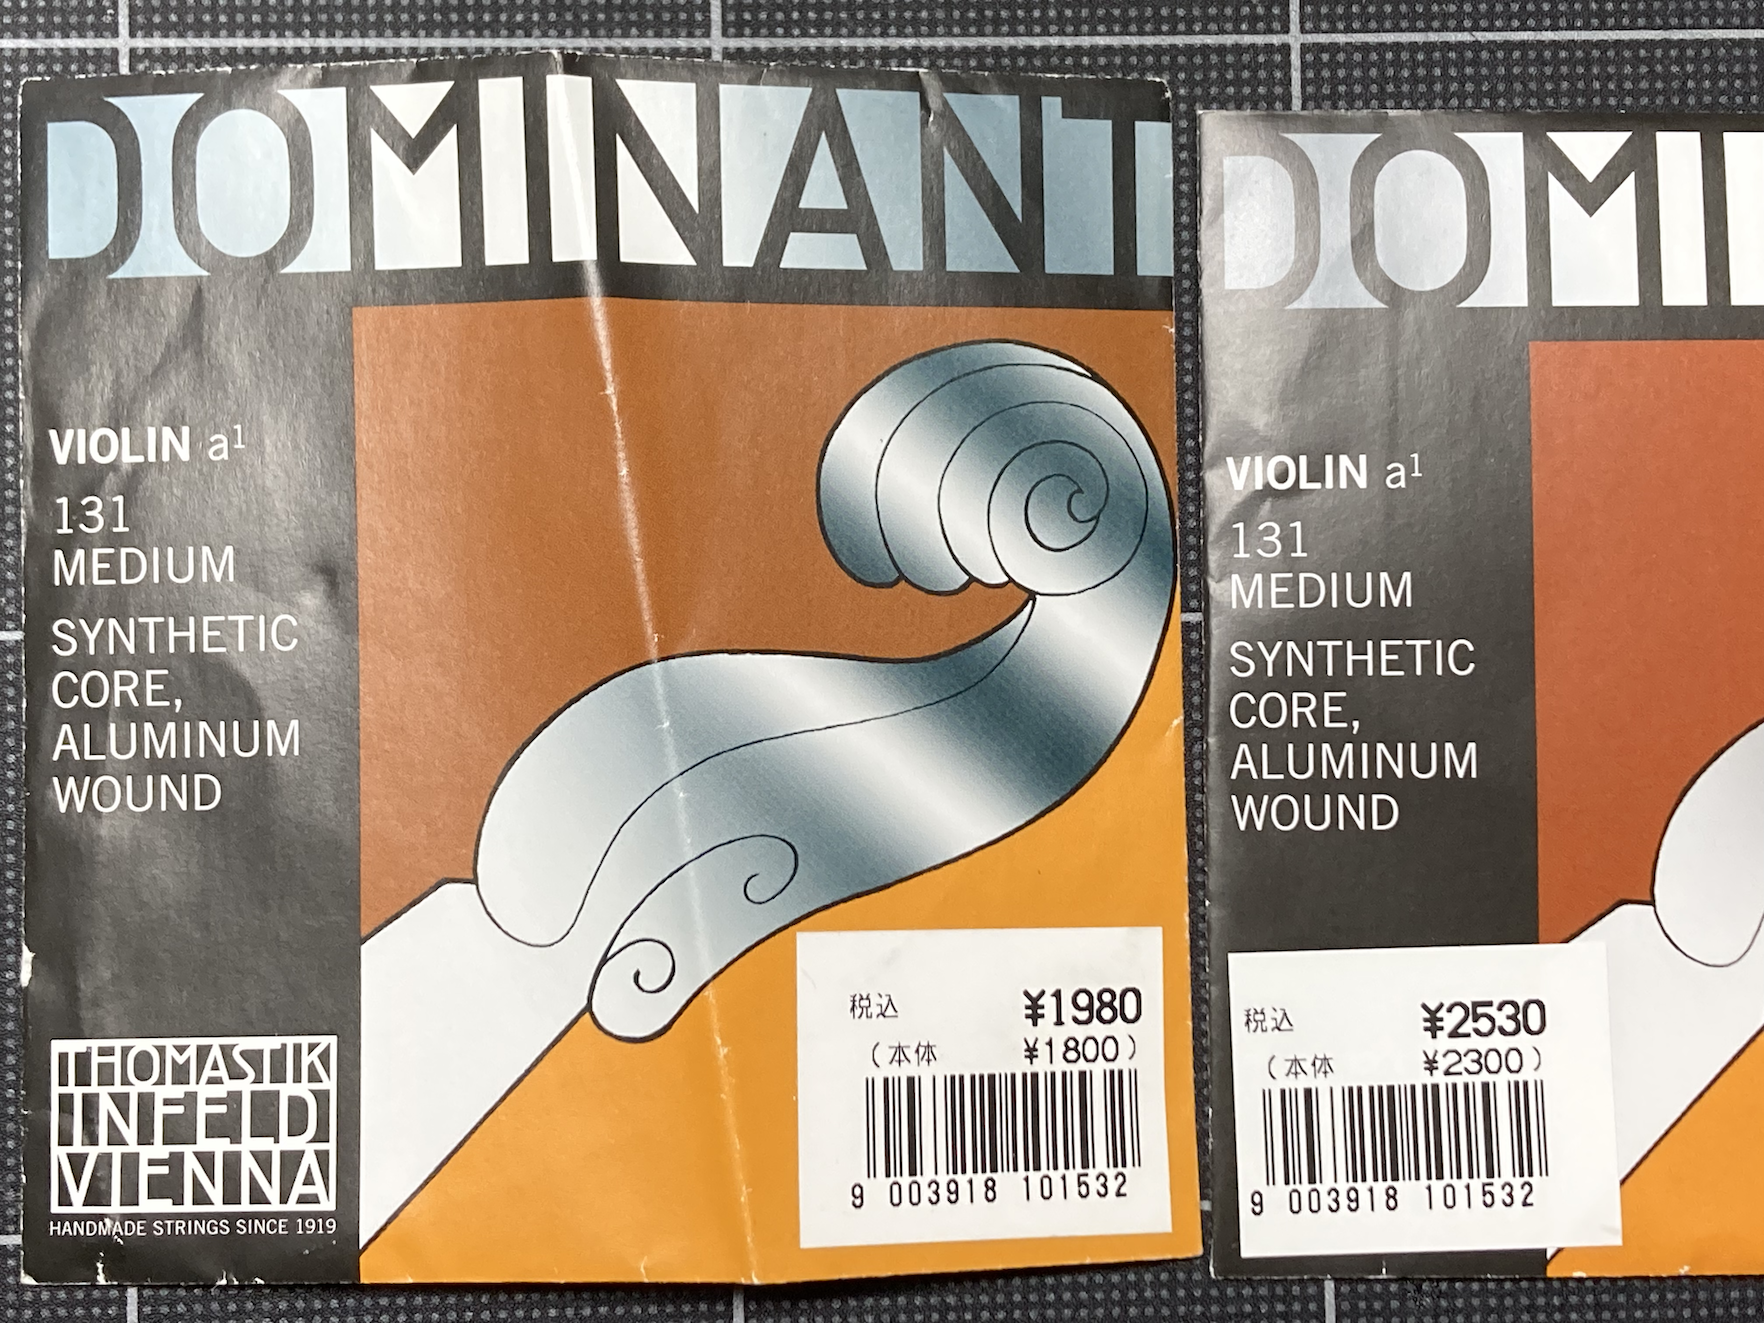 DOMINANT
VIOLIN a¹
131
MEDIUM
SYNTHETIC
CORE,
ALUMINUM
WOUND
THOMASTIK
INFELD
VIENNA
HANDMADE STRINGS SINCE 1919
税込 ¥1980
(本体 ¥1800)
9 003918 101532
DOMI
VIOLIN a¹
131
MEDIUM
SYNTHETIC
CORE,
ALUMINUM
WOUND
税込 ¥2530
(本体 ¥2300)
9 003918 101532